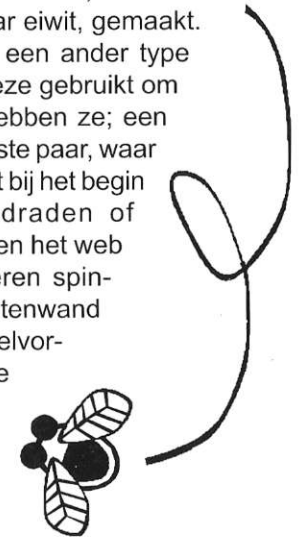 ar eiwit, gemaakt.
een ander type
eze gebruikt om
ebben ze; een
ste paar, waar
t bij het begin
draden of
en het web
eren spin-
tenwand
elvor-
e